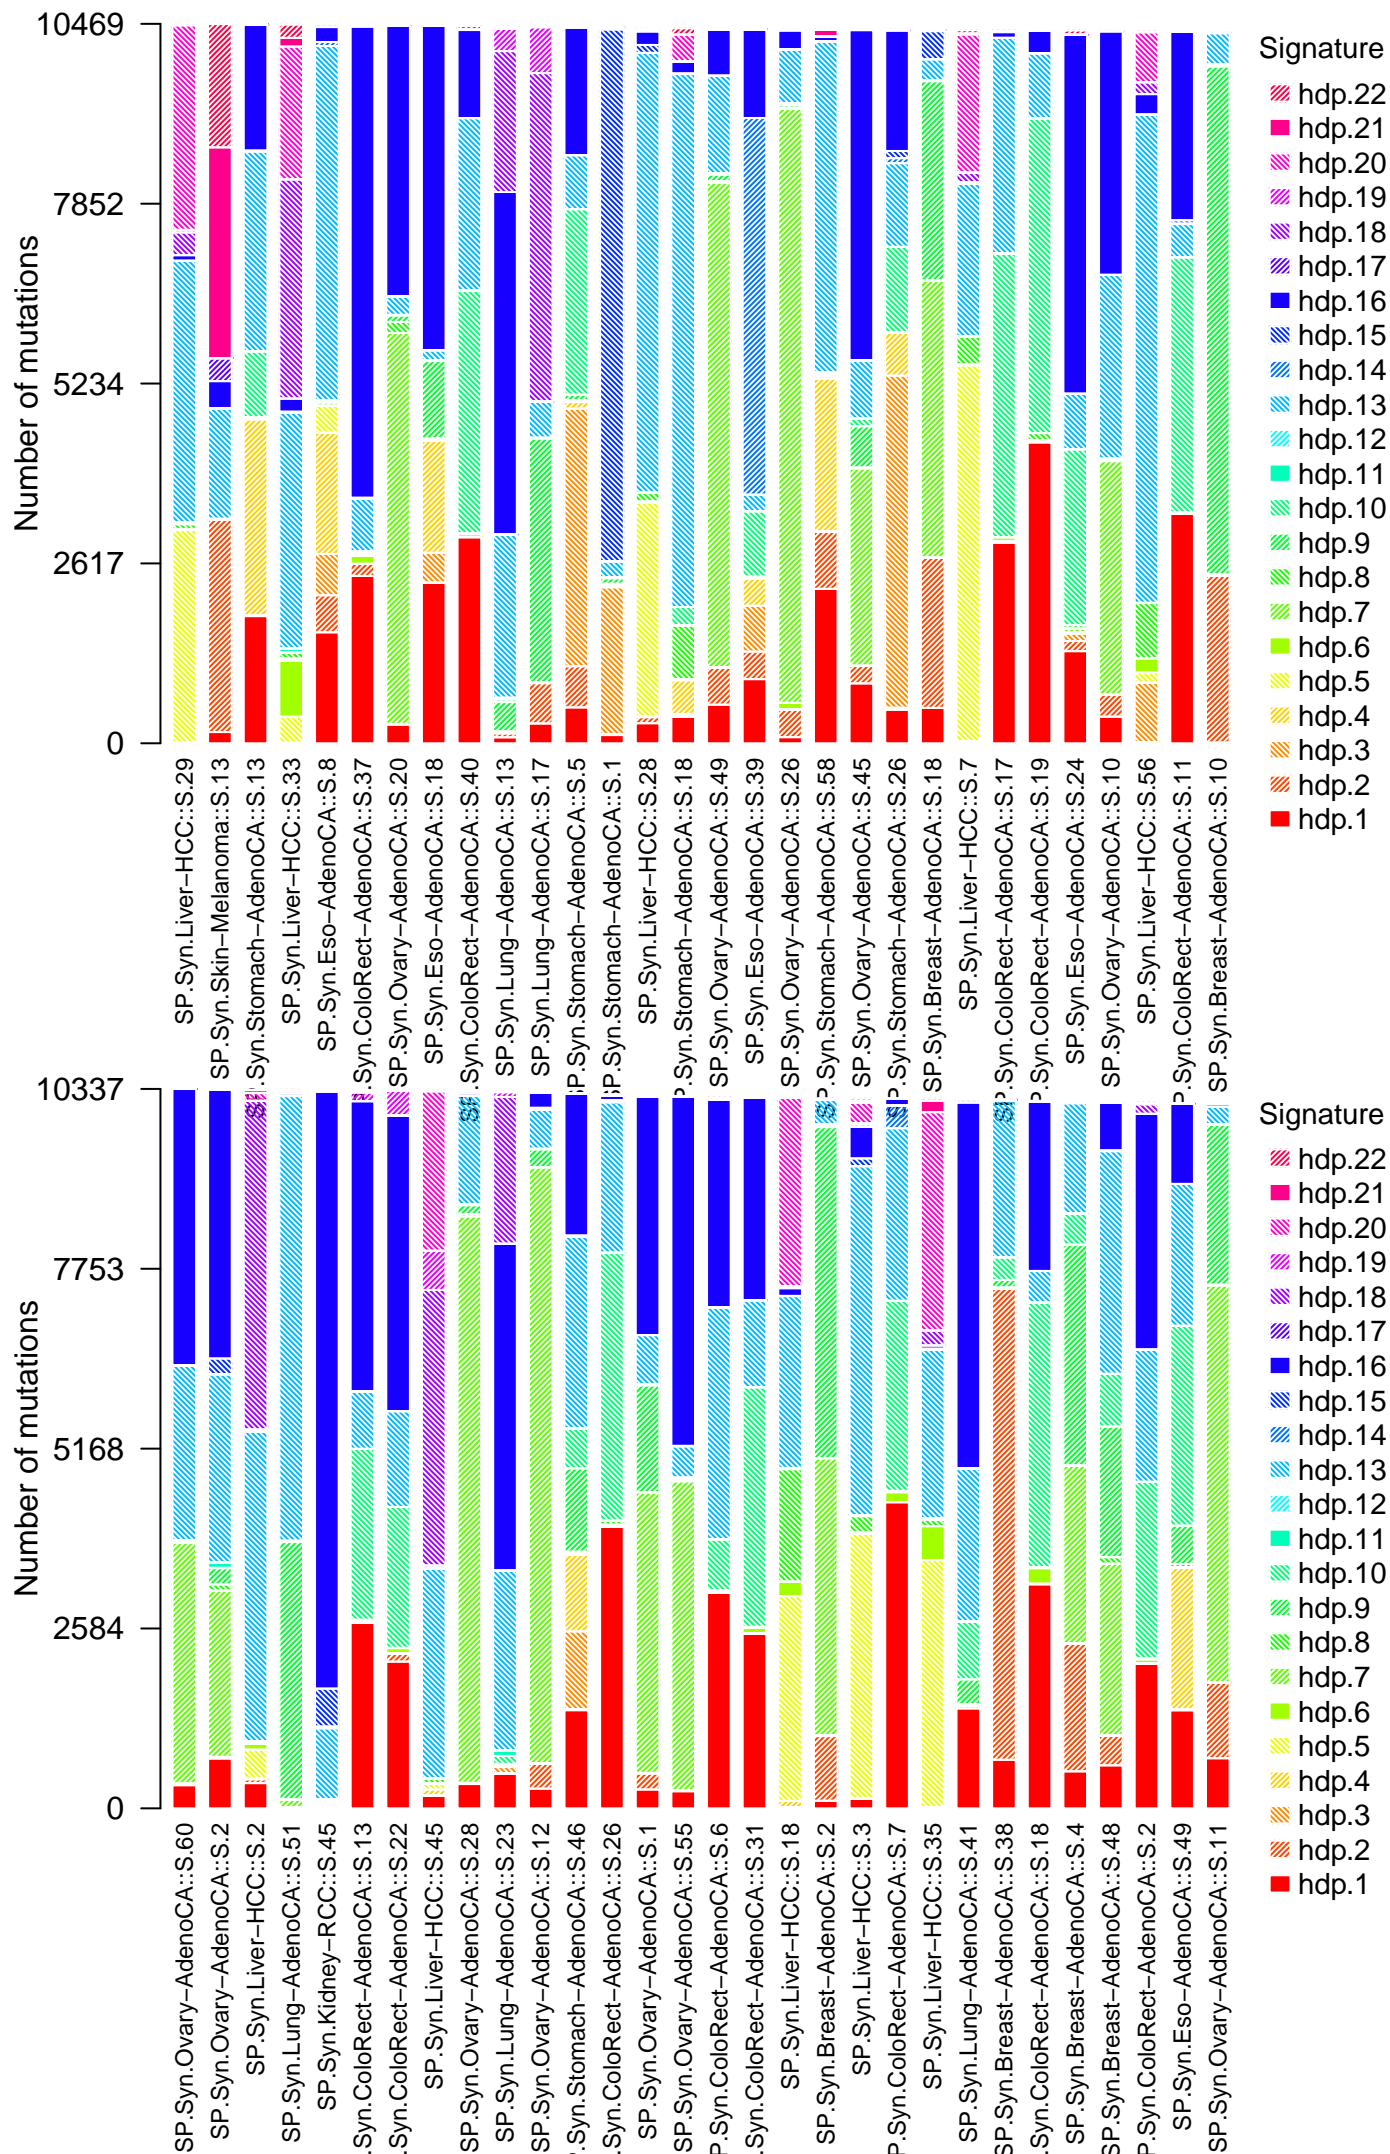 Number of mutations
10469
7852
5234
2617
0
SP.Syn.Liver−HCC::S.29
SP.Syn.Skin−Melanoma::S.13
P.Syn.Stomach−AdenoCA::S.13
SP.Syn.Liver−HCC::S.33
SP.Syn.Eso−AdenoCA::S.8
.Syn.ColoRect−AdenoCA::S.37
SP.Syn.Ovary−AdenoCA::S.20
SP.Syn.Eso−AdenoCA::S.18
.Syn.ColoRect−AdenoCA::S.40
SP.Syn.Lung−AdenoCA::S.13
SP.Syn.Lung−AdenoCA::S.17
SP.Syn.Stomach−AdenoCA::S.5
SP.Syn.Stomach−AdenoCA::S.1
SP.Syn.Liver−HCC::S.28
P.Syn.Stomach−AdenoCA::S.18
SP.Syn.Ovary−AdenoCA::S.49
SP.Syn.Eso−AdenoCA::S.39
SP.Syn.Ovary−AdenoCA::S.26
P.Syn.Stomach−AdenoCA::S.58
SP.Syn.Ovary−AdenoCA::S.45
P.Syn.Stomach−AdenoCA::S.26
SP.Syn.Breast−AdenoCA::S.18
SP.Syn.Liver−HCC::S.7
P.Syn.ColoRect−AdenoCA::S.17
P.Syn.ColoRect−AdenoCA::S.19
SP.Syn.Eso−AdenoCA::S.24
SP.Syn.Ovary−AdenoCA::S.10
SP.Syn.Liver−HCC::S.56
P.Syn.ColoRect−AdenoCA::S.11
SP.Syn.Breast−AdenoCA::S.10
Signature
hdp.22
hdp.21
hdp.20
hdp.19
hdp.18
hdp.17
hdp.16
hdp.15
hdp.14
hdp.13
hdp.12
hdp.11
hdp.10
hdp.9
hdp.8
hdp.7
hdp.6
hdp.5
hdp.4
hdp.3
hdp.2
hdp.1
Number of mutations
10337
7753
5168
2584
0
SP.Syn.Ovary−AdenoCA::S.60
SP.Syn.Ovary−AdenoCA::S.2
SP.Syn.Liver−HCC::S.2
SP.Syn.Lung−AdenoCA::S.51
SP.Syn.Kidney−RCC::S.45
.Syn.ColoRect−AdenoCA::S.13
.Syn.ColoRect−AdenoCA::S.22
SP.Syn.Liver−HCC::S.45
SP.Syn.Ovary−AdenoCA::S.28
SP.Syn.Lung−AdenoCA::S.23
SP.Syn.Ovary−AdenoCA::S.12
.Syn.Stomach−AdenoCA::S.46
.Syn.ColoRect−AdenoCA::S.26
SP.Syn.Ovary−AdenoCA::S.1
SP.Syn.Ovary−AdenoCA::S.55
P.Syn.ColoRect−AdenoCA::S.6
.Syn.ColoRect−AdenoCA::S.31
SP.Syn.Liver−HCC::S.18
SP.Syn.Breast−AdenoCA::S.2
SP.Syn.Liver−HCC::S.3
P.Syn.ColoRect−AdenoCA::S.7
SP.Syn.Liver−HCC::S.35
SP.Syn.Lung−AdenoCA::S.41
SP.Syn.Breast−AdenoCA::S.38
.Syn.ColoRect−AdenoCA::S.18
SP.Syn.Breast−AdenoCA::S.4
SP.Syn.Breast−AdenoCA::S.48
P.Syn.ColoRect−AdenoCA::S.2
SP.Syn.Eso−AdenoCA::S.49
SP.Syn.Ovary−AdenoCA::S.11
Signature
hdp.22
hdp.21
hdp.20
hdp.19
hdp.18
hdp.17
hdp.16
hdp.15
hdp.14
hdp.13
hdp.12
hdp.11
hdp.10
hdp.9
hdp.8
hdp.7
hdp.6
hdp.5
hdp.4
hdp.3
hdp.2
hdp.1